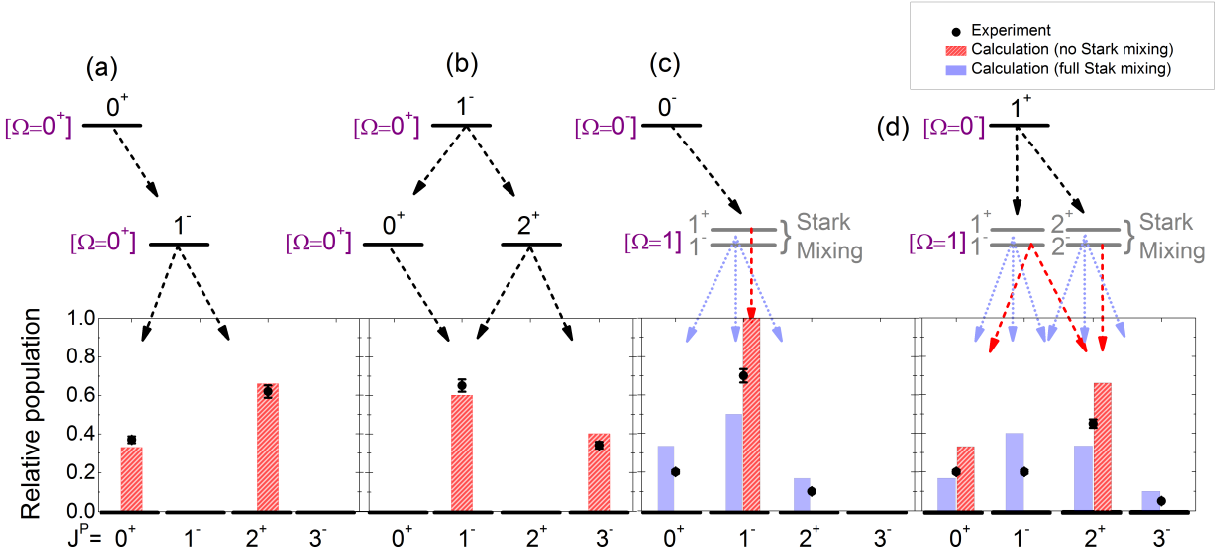 Experiment
Calculation (no Stark mixing)
Calculation (full Stak mixing)
(a)
(b)
(c)
(d)
0⁺
1⁻
0⁻
1⁺
[Ω=0⁺]
[Ω=0⁺]
[Ω=0⁻]
[Ω=0⁻]
1⁻
0⁺
2⁺
1⁺
Stark
1⁺
2⁺
Stark
[Ω=0⁺]
[Ω=0⁺]
[Ω=1]
1⁻
Mixing
[Ω=1]
1⁻
2⁻
Mixing
Relative population
1.0
0.8
0.6
0.4
0.2
0.0
Jᴾ= 0⁺ 1⁻ 2⁺ 3⁻ 0⁺ 1⁻ 2⁺ 3⁻ 0⁺ 1⁻ 2⁺ 3⁻ 0⁺ 1⁻ 2⁺ 3⁻